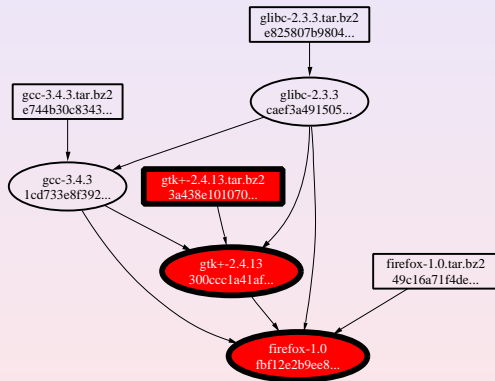 glibc-2.3.3.tar.bz2
e825807b9804...
gcc-3.4.3.tar.bz2
e744b30c8343...
glibc-2.3.3
caef3a491505...
gcc-3.4.3
1cd733e8f392...
gtk+-2.4.13.tar.bz2
3a438e101070...
gtk+-2.4.13
300ccc1a41af...
firefox-1.0.tar.bz2
49c16a71f4de...
firefox-1.0
fbf12e2b9ee8...